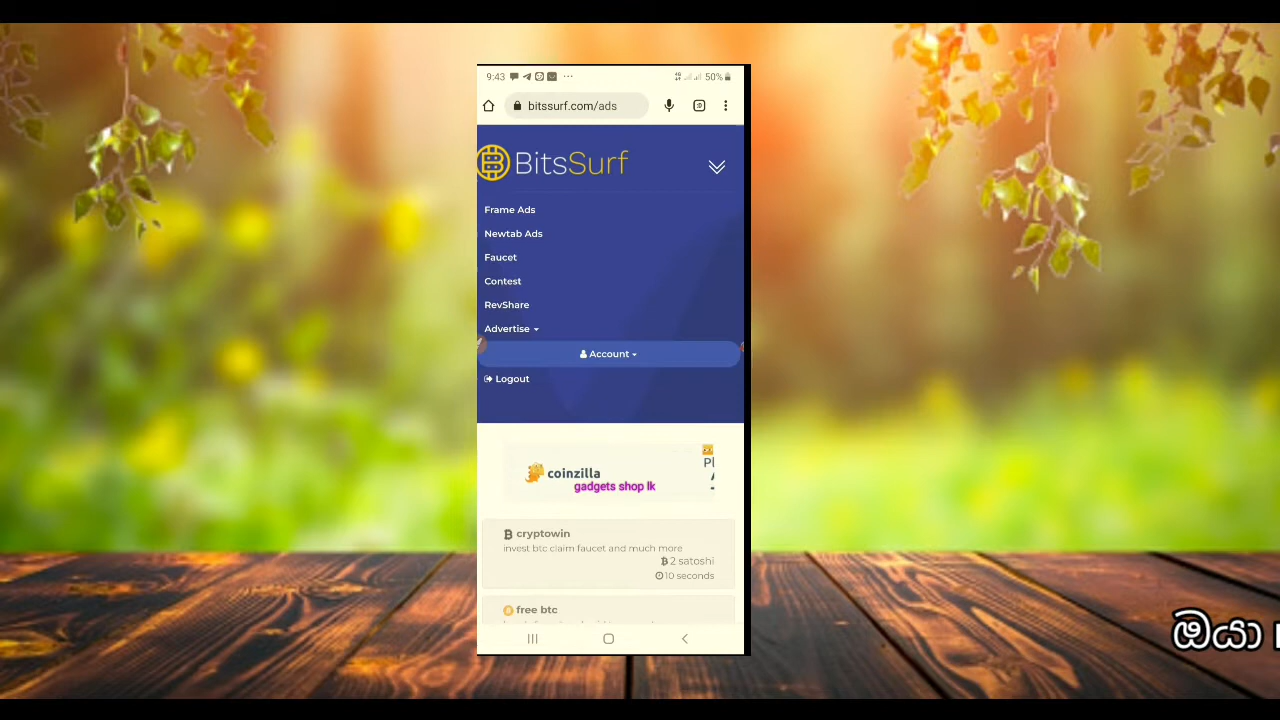 9:43
50%
bitssurf.com/ads
BitsSurf
Frame Ads
Newtab Ads
Faucet
Contest
RevShare
Advertise
Account
Logout
coinzilla
gadgets shop lk
cryptowin
invest btc claim faucet and much more
2 satoshi
10 seconds
free btc
ඔයා